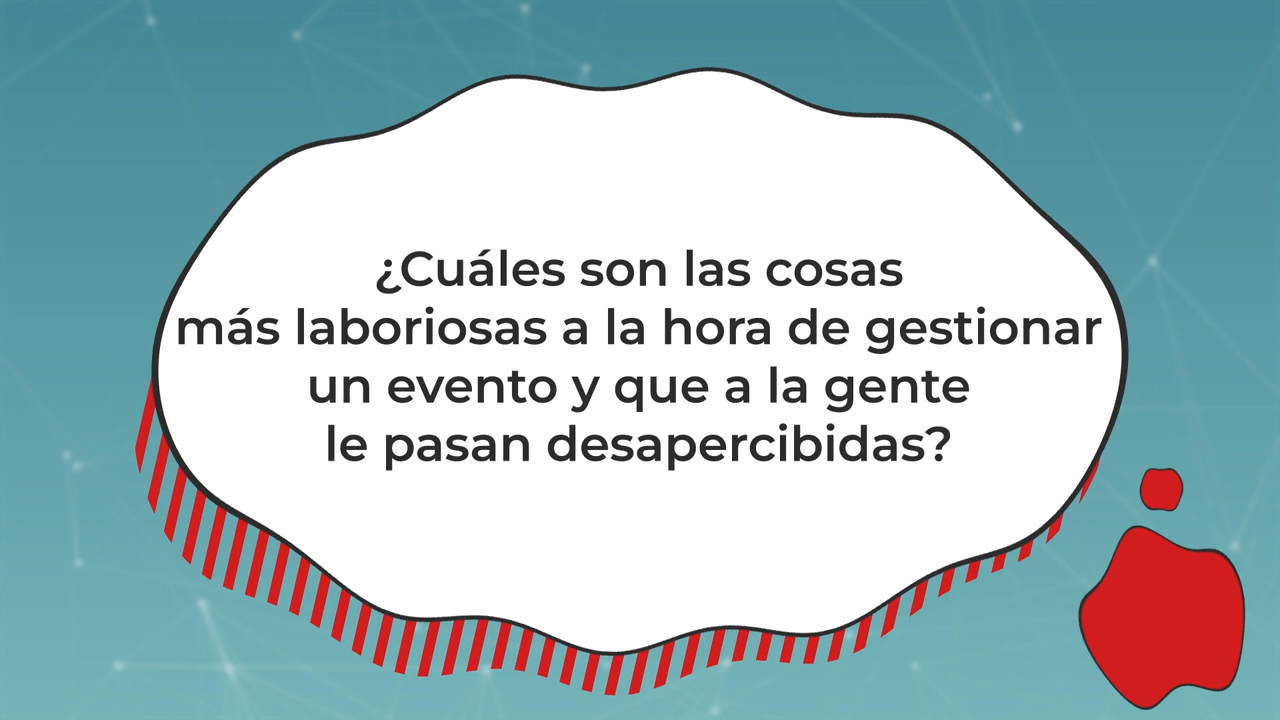 ¿Cuáles son las cosas
más laboriosas a la hora de gestionar
un evento y que a la gente
le pasan desapercibidas?